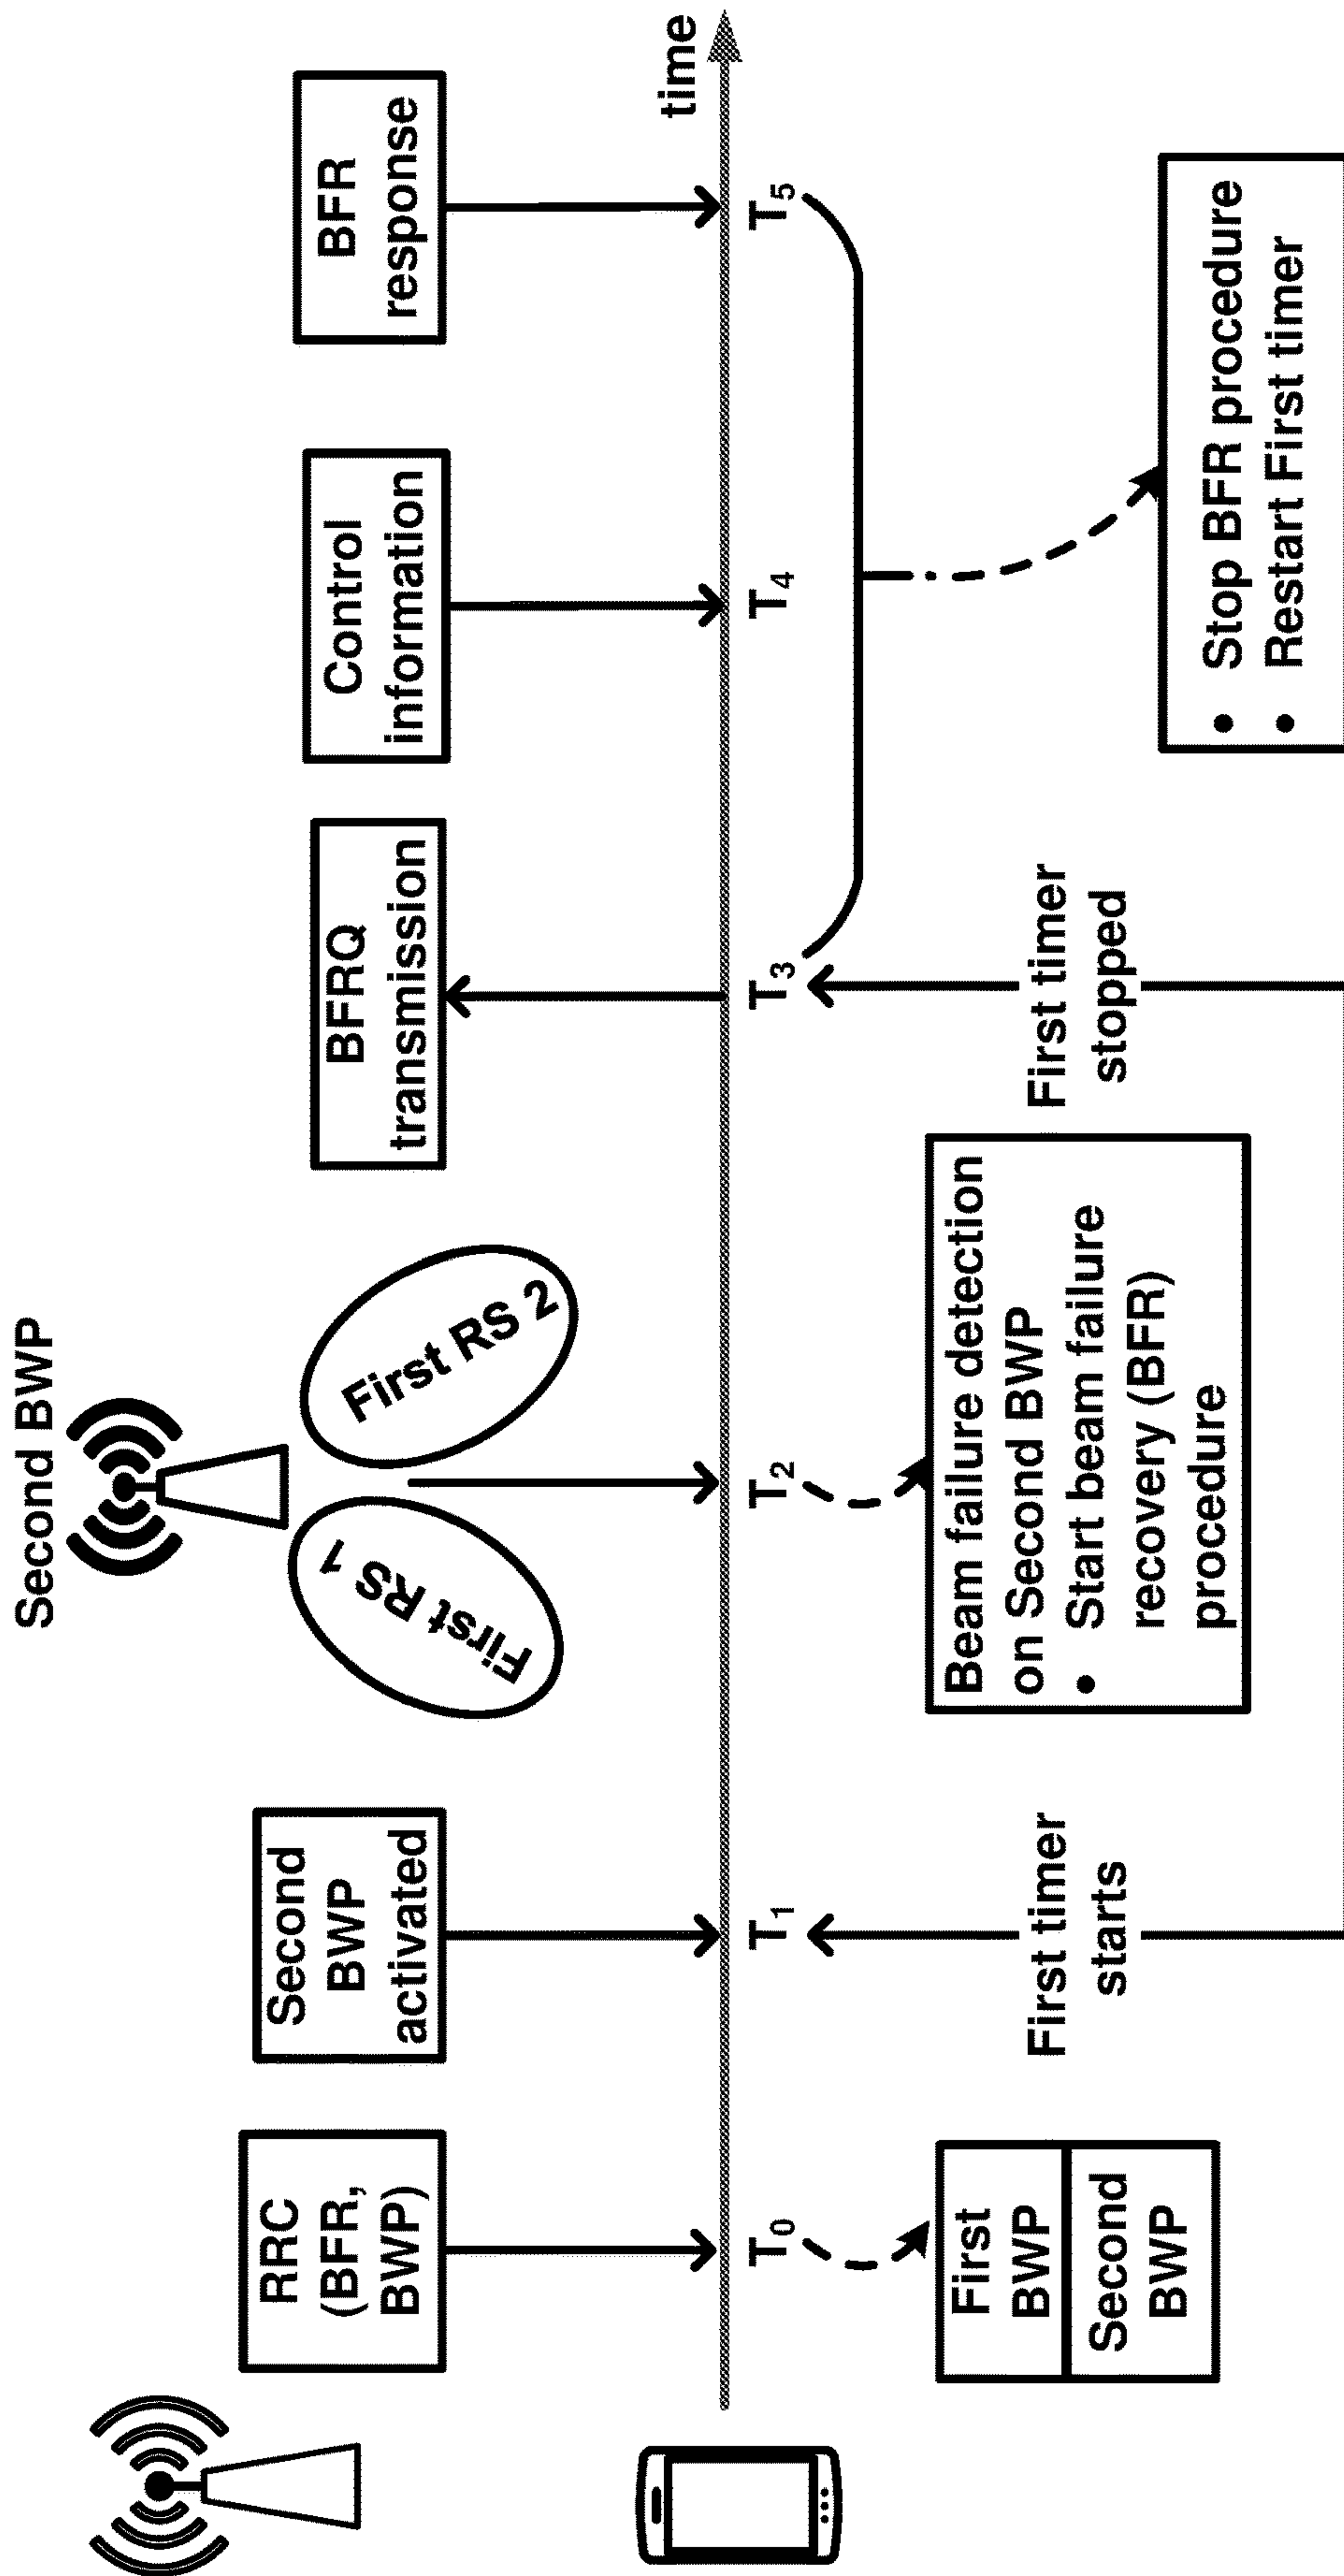 Second BWP
RRC
(BFR,
BWP)
Second
BWP
activated
First RS 1
First RS 2
BFRQ
transmission
Control
information
BFR
response
time
T0
T1
T2
T3
T4
T5
First
BWP
Second
BWP
First timer
starts
Beam failure detection
on Second BWP
• Start beam failure
recovery (BFR)
procedure
First timer
stopped
• Stop BFR procedure
• Restart First timer